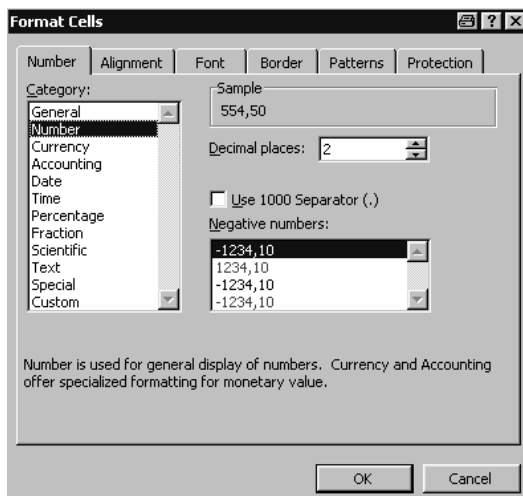 Format Cells
Number Alignment Font Border Patterns Protection
Category:
General
Number
Currency
Accounting
Date
Time
Percentage
Fraction
Scientific
Text
Special
Custom
Sample
554,50
Decimal places: 2
Use 1000 Separator (.)
Negative numbers:
-1234,10
1234,10
-1234,10
-1234,10
Number is used for general display of numbers. Currency and Accounting
offer specialized formatting for monetary value.
OK Cancel